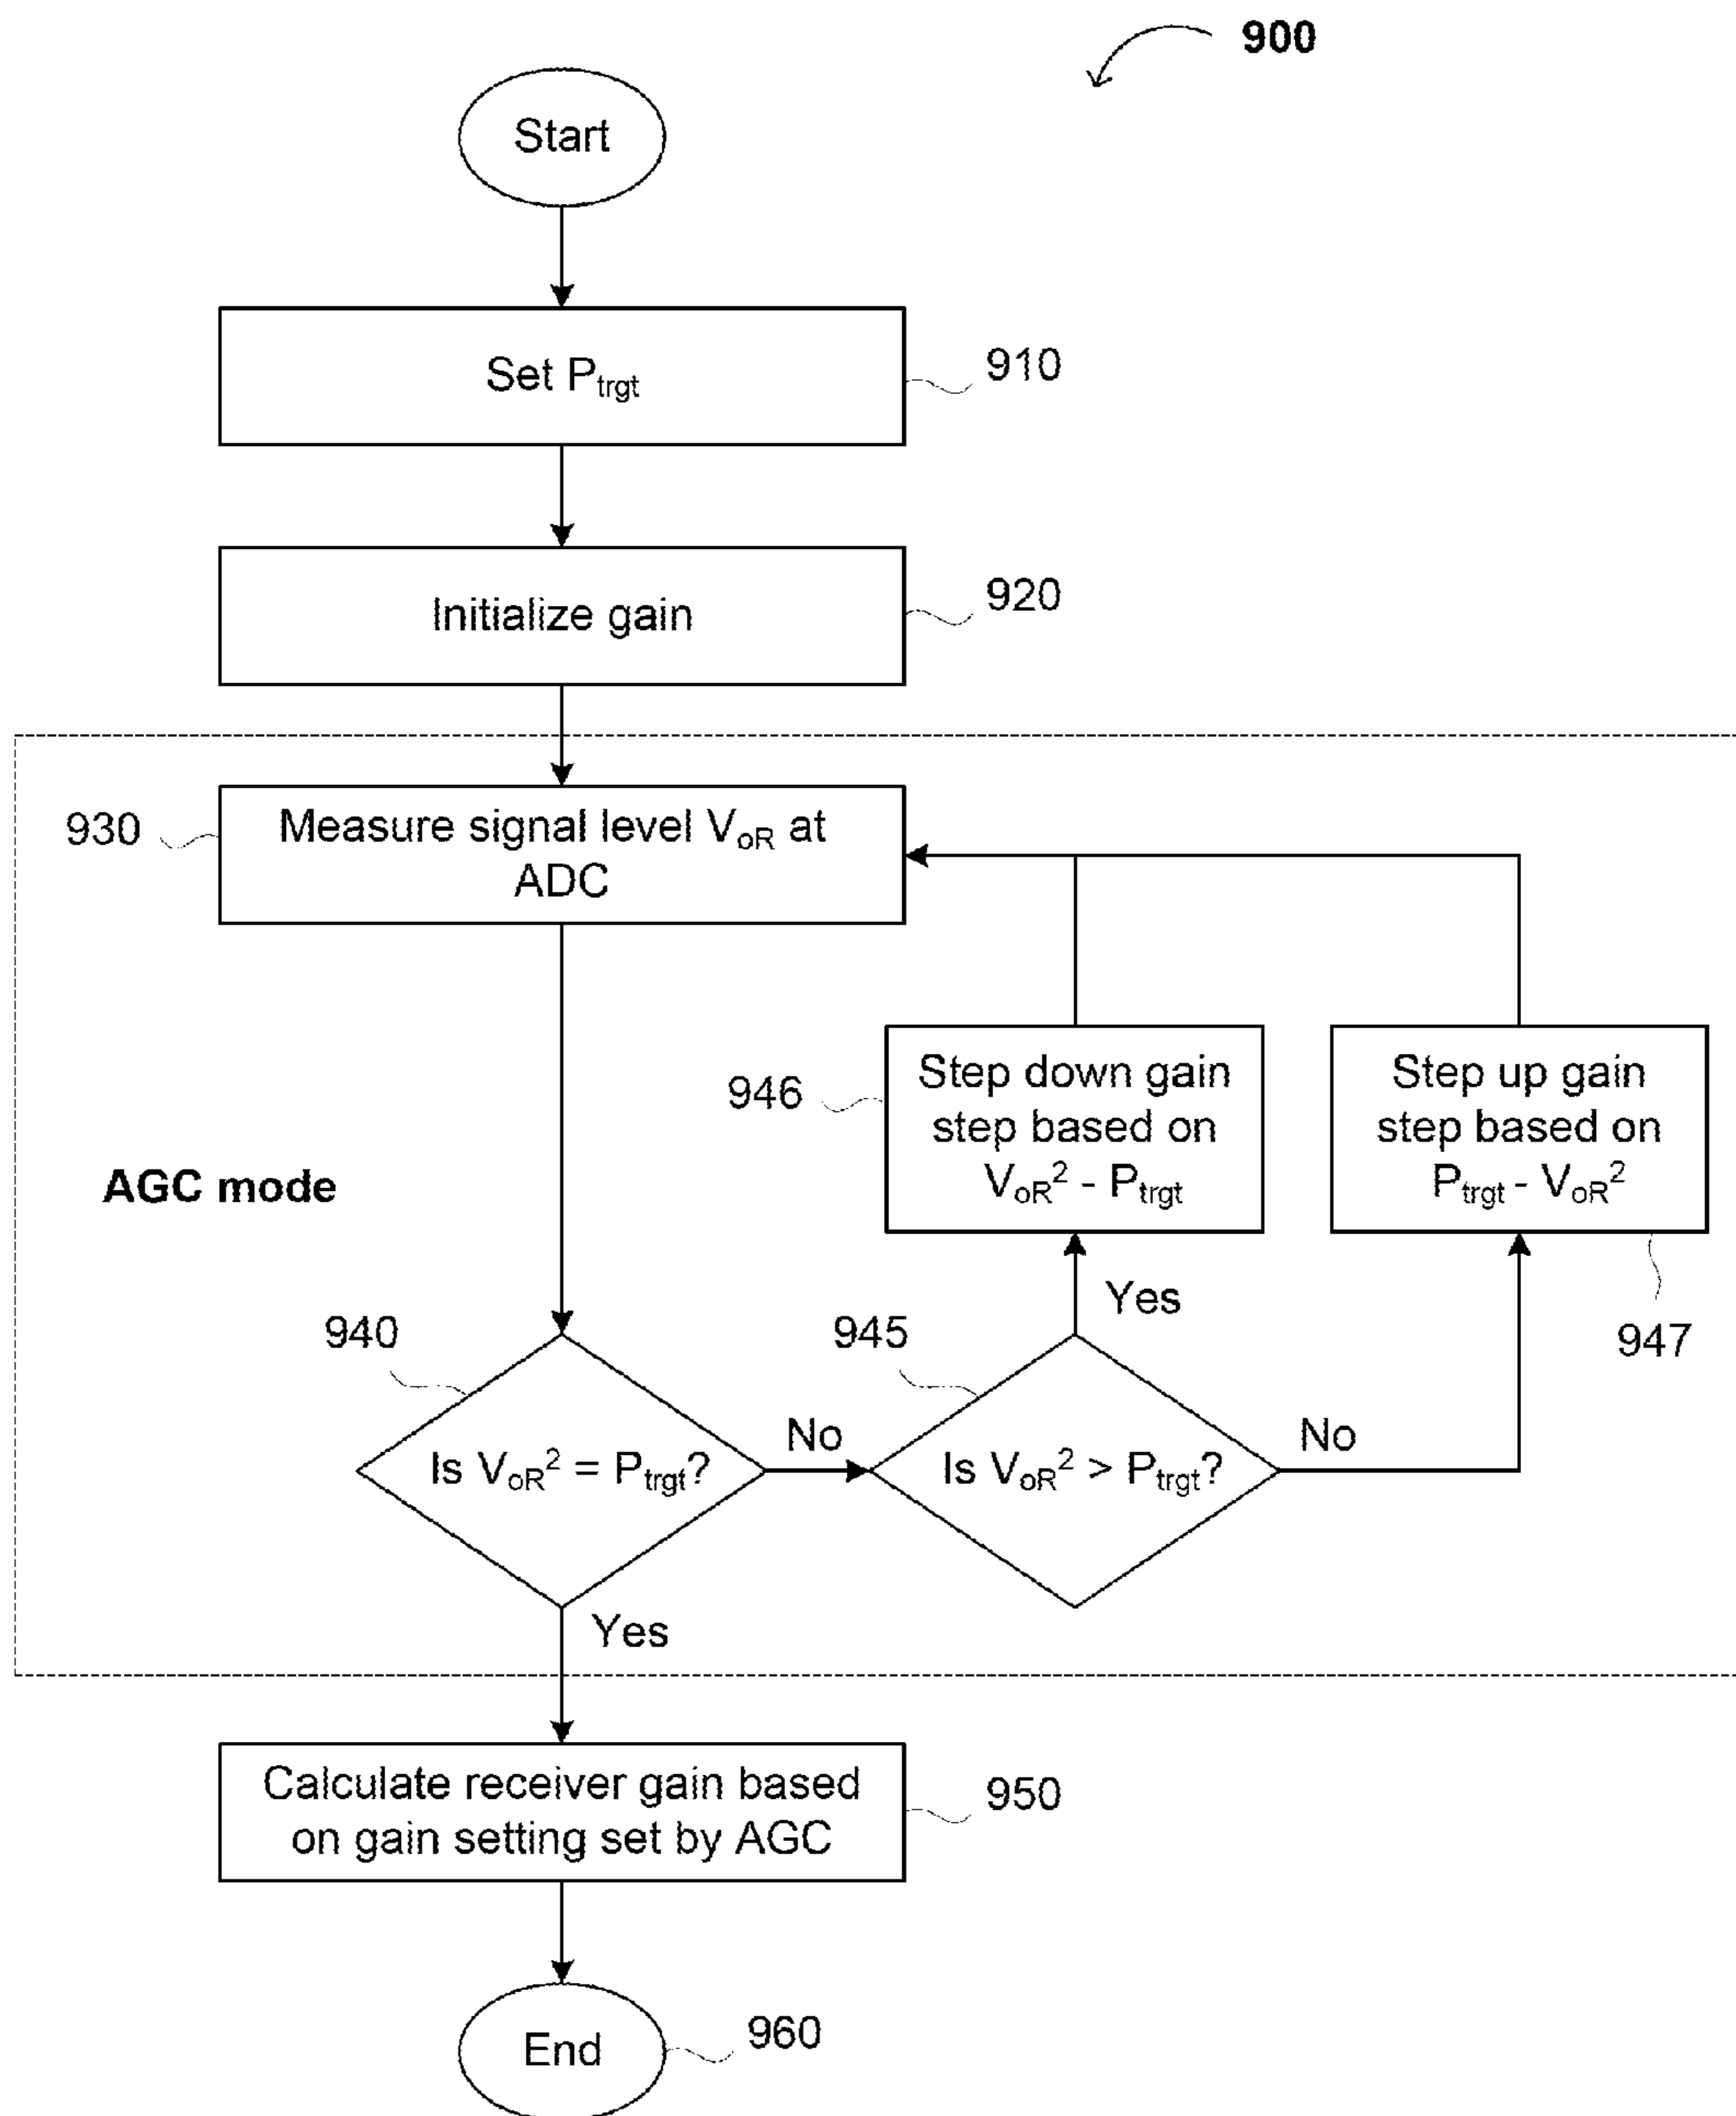 900
Start
Set Ptrgt
910
Initialize gain
920
Measure signal level VoR at
ADC
930
946
Step down gain
step based on
VoR² - Ptrgt
Step up gain
step based on
Ptrgt - VoR²
947
AGC mode
940
Is VoR² = Ptrgt?
No
945
Is VoR² > Ptrgt?
Yes
No
Yes
Calculate receiver gain based
on gain setting set by AGC
950
End
960